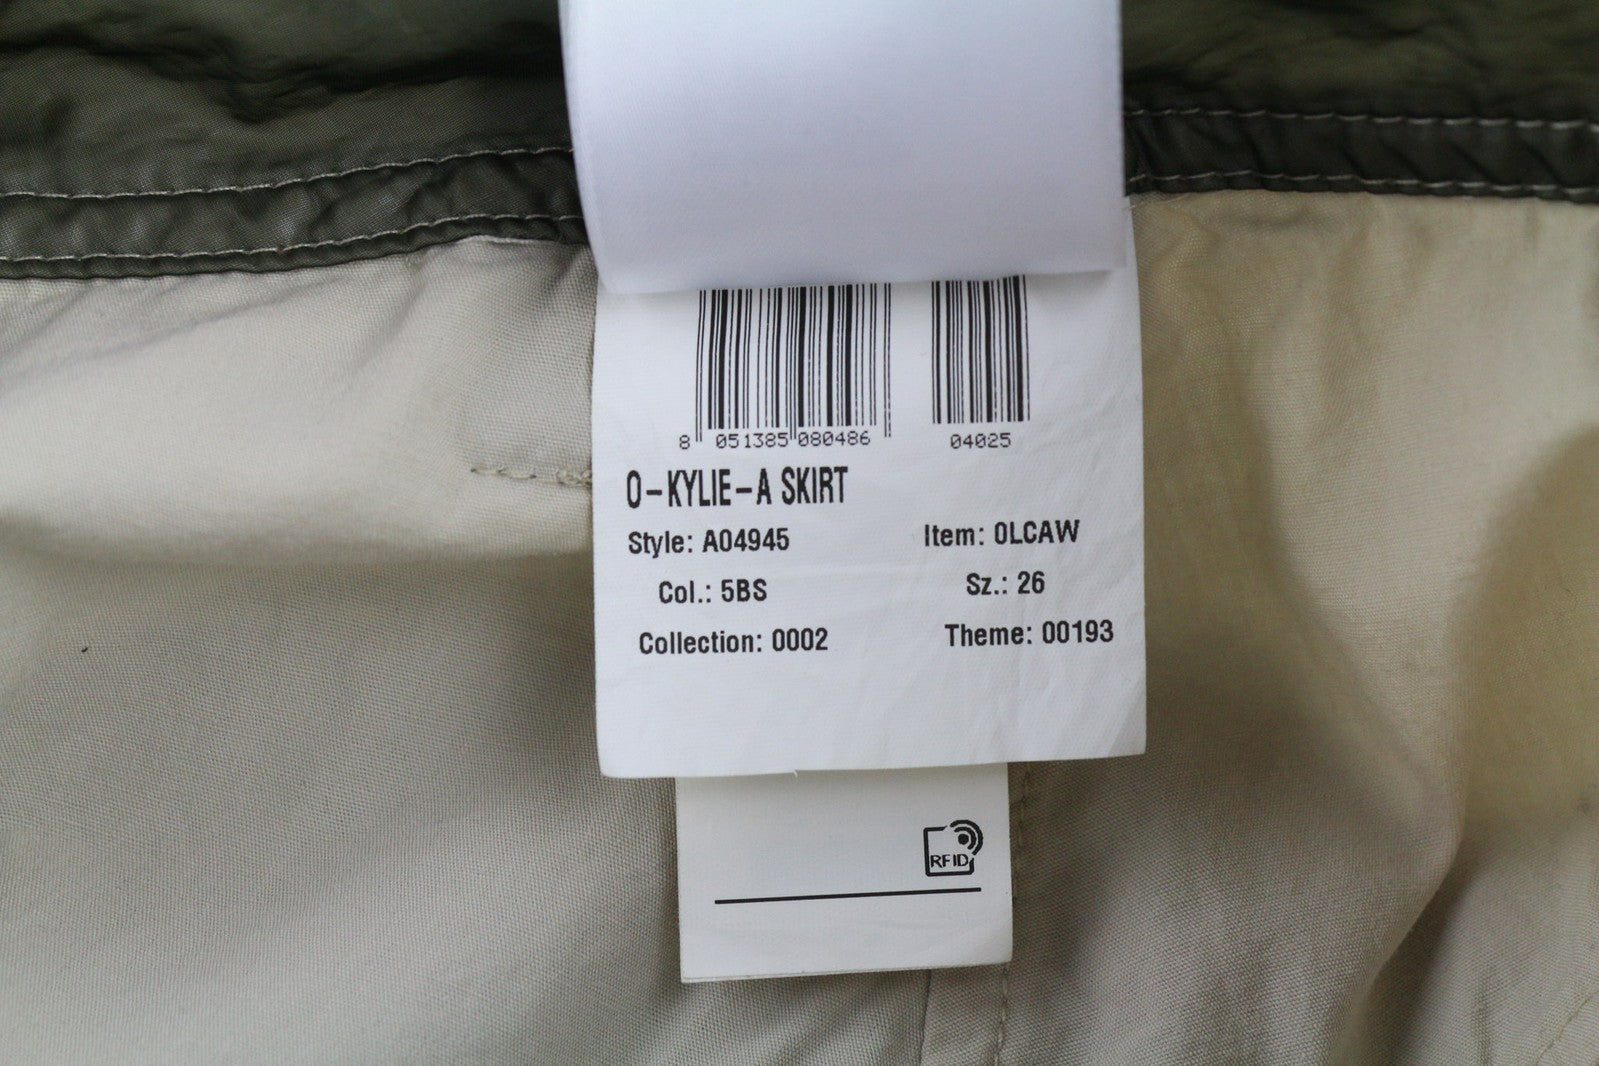 8 051385 080486 04025
O-KYLIE-A SKIRT
Style: A04945 Item: 0LCAW
Col.: 5BS Sz.: 26
Collection: 0002 Theme: 00193
RFID